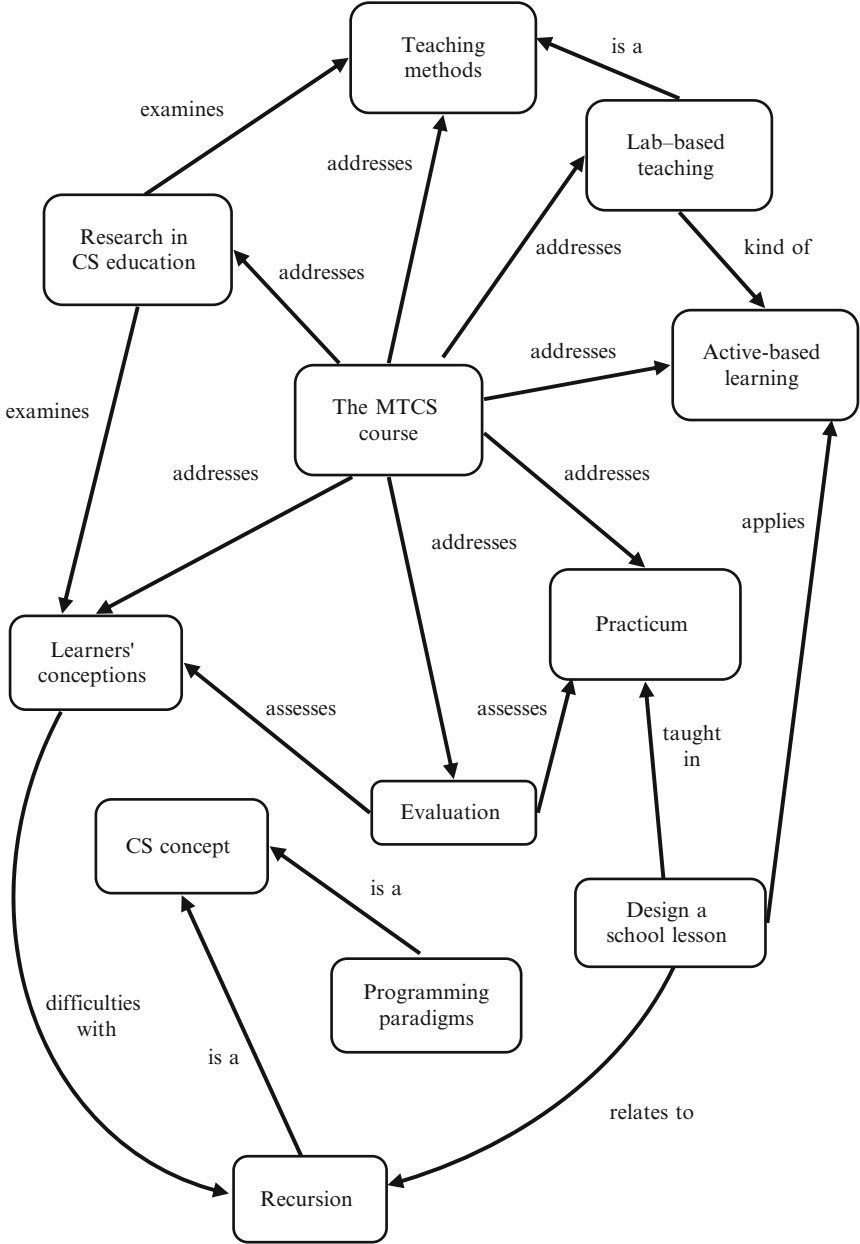 Teaching
methods
is a
examines
Lab–based
teaching
addresses
Research in
CS education
addresses
kind of
addresses
addresses
Active-based
learning
The MTCS
course
examines
addresses
addresses
applies
addresses
Practicum
Learners'
conceptions
assesses
assesses
taught
in
Evaluation
CS concept
is a
Design a
school lesson
Programming
paradigms
difficulties
with
is a
relates to
Recursion